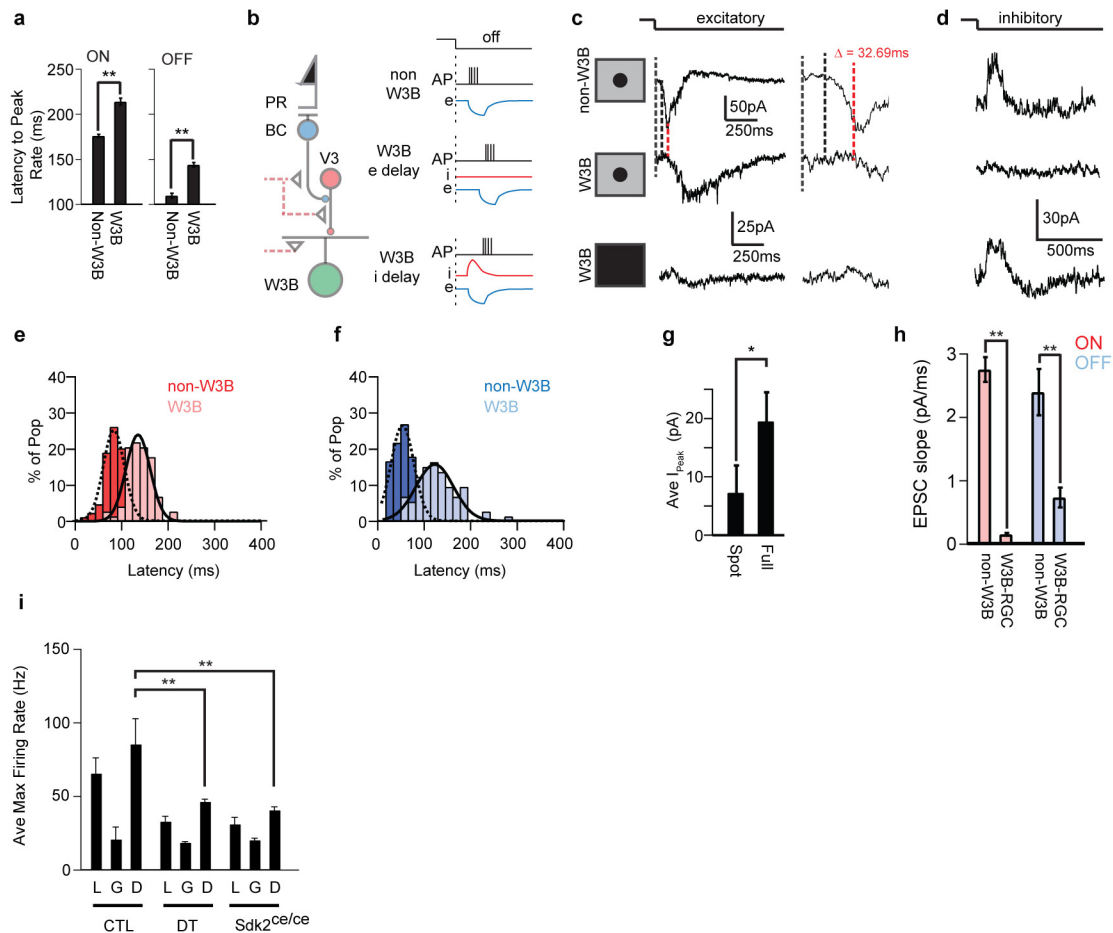 a
ON
OFF
**
**
Latency to Peak
Rate (ms)
250
200
150
100
Non-W3B
W3B
Non-W3B
W3B
b
PR
BC
V3
W3B
off
non
W3B
AP
e
W3B
e delay
AP
i
e
W3B
i delay
AP
i
e
c
excitatory
non-W3B
Δ = 32.69ms
50pA
250ms
W3B
25pA
250ms
W3B
d
inhibitory
30pA
500ms
e
non-W3B
W3B
% of Pop
40
30
20
10
0
0
100
200
300
400
Latency (ms)
f
non-W3B
W3B
% of Pop
40
30
20
10
0
0
100
200
300
400
Latency (ms)
g
*
Ave IPeak (pA)
20
10
0
Spot
Full
h
ON
OFF
**
**
EPSC slope (pA/ms)
3
2
1
0
non-W3B
W3B-RGC
non-W3B
W3B-RGC
i
**
**
Ave Max Firing Rate (Hz)
150
100
50
0
L G D L G D L G D
CTL DT Sdk2ce/ce